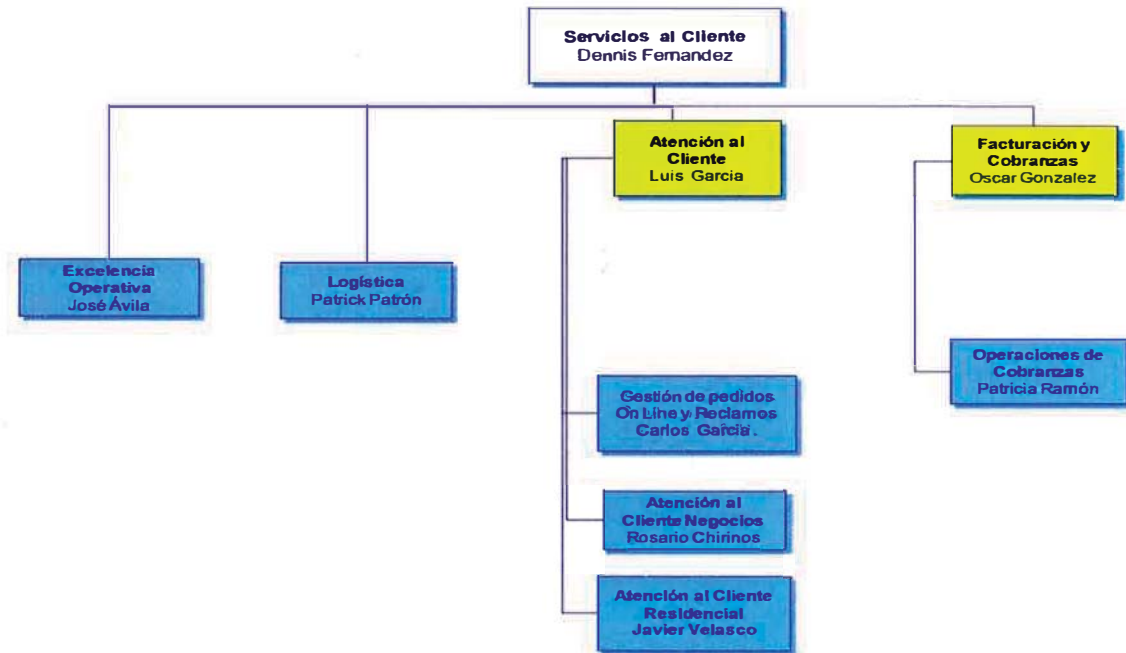 Servicios al Cliente
Dennis Fernandez
Atención al
Cliente
Luis Garcia
Facturación y
Cobranzas
Oscar Gonzalez
Excelencia
Operativa
José Ávila
Logística
Patrick Patrón
Operaciones de
Cobranzas
Patricia Ramón
Gestión de pedidos
On Line y Reclamos
Carlos Garcia.
Atención al
Cliente Negocios
Rosario Chirinos
Atención al Cliente
Residencial
Javier Velasco